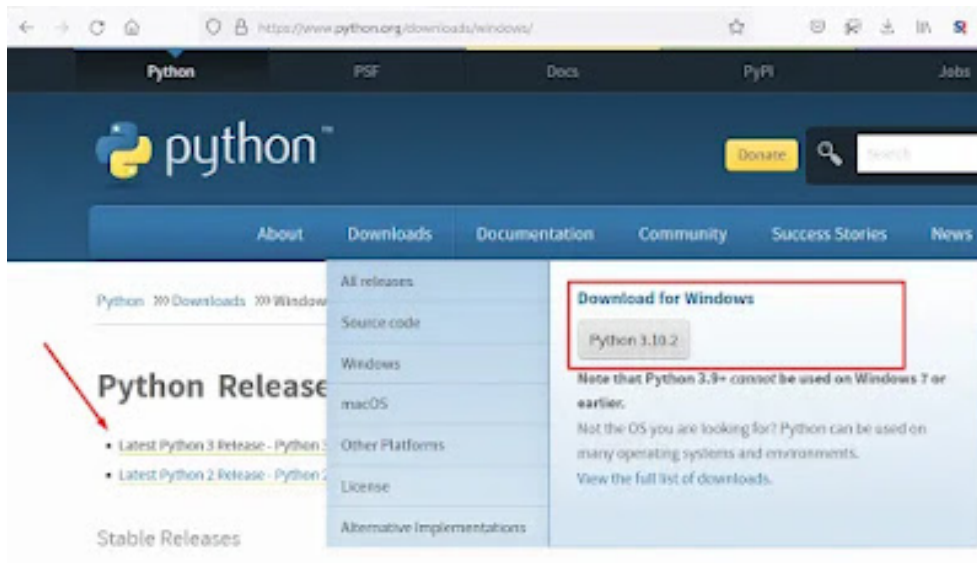 https://www.python.org/downloads/windows/
Python PSF Docs PyPI Jobs
python™
Donate Search
About Downloads Documentation Community Success Stories News
Python >>> Downloads >>> Window
All releases
Source code
Windows
macOS
Other Platforms
License
Alternative Implementations
Download for Windows
Python 3.10.2
Note that Python 3.9+ cannot be used on Windows 7 or
earlier.
Not the OS you are looking for? Python can be used on
many operating systems and environments.
View the full list of downloads.
Python Release
Latest Python 3 Release - Python 3
Latest Python 2 Release - Python 2
Stable Releases